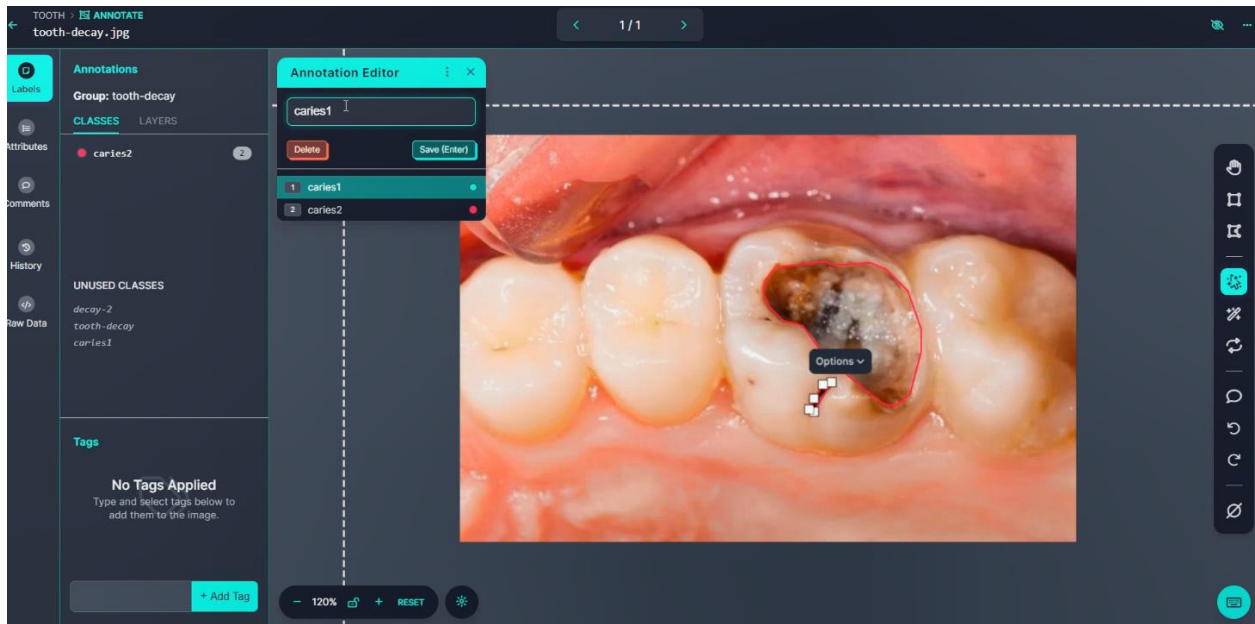 TOOTH > ANNOTATE
tooth-decay.jpg
1/1
Labels
Attributes
Comments
History
Raw Data
Annotations
Group: tooth-decay
CLASSES LAYERS
caries2 2
UNUSED CLASSES
decay-2
tooth-decay
caries1
Tags
No Tags Applied
Type and select tags below to
add them to the image.
+ Add Tag
Annotation Editor
caries1
Delete Save (Enter)
1 caries1
2 caries2
Options
120% + RESET